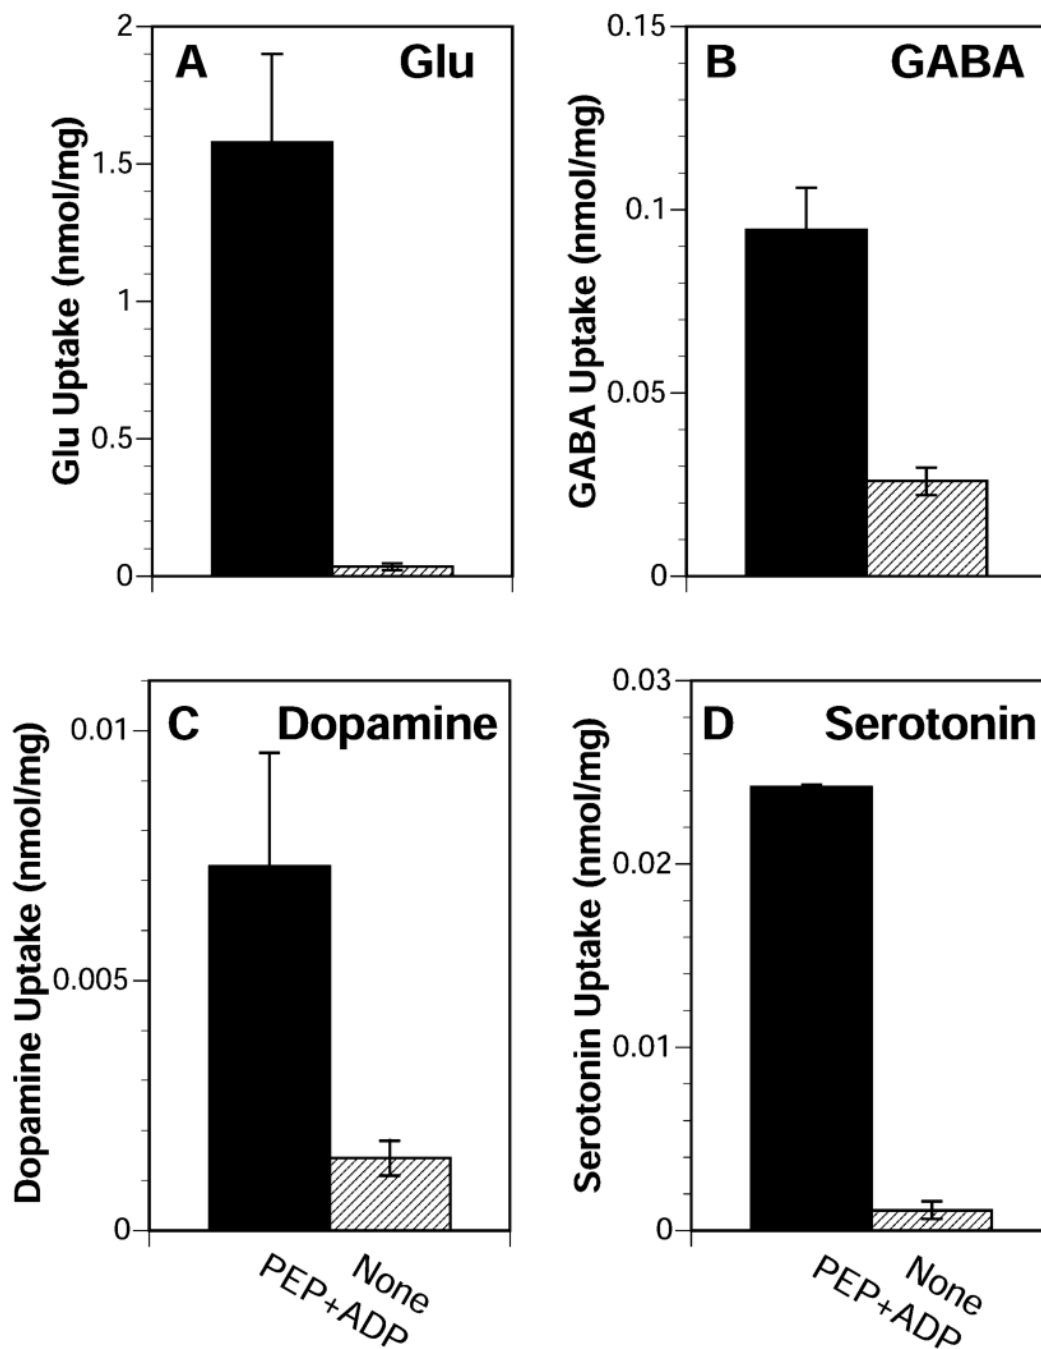 A Glu
Glu Uptake (nmol/mg)
2
1.5
1
0.5
0
B GABA
GABA Uptake (nmol/mg)
0.15
0.1
0.05
0
C Dopamine
Dopamine Uptake (nmol/mg)
0.01
0.005
0
PEP+ADP
None
D Serotonin
Serotonin Uptake (nmol/mg)
0.03
0.02
0.01
0
PEP+ADP
None